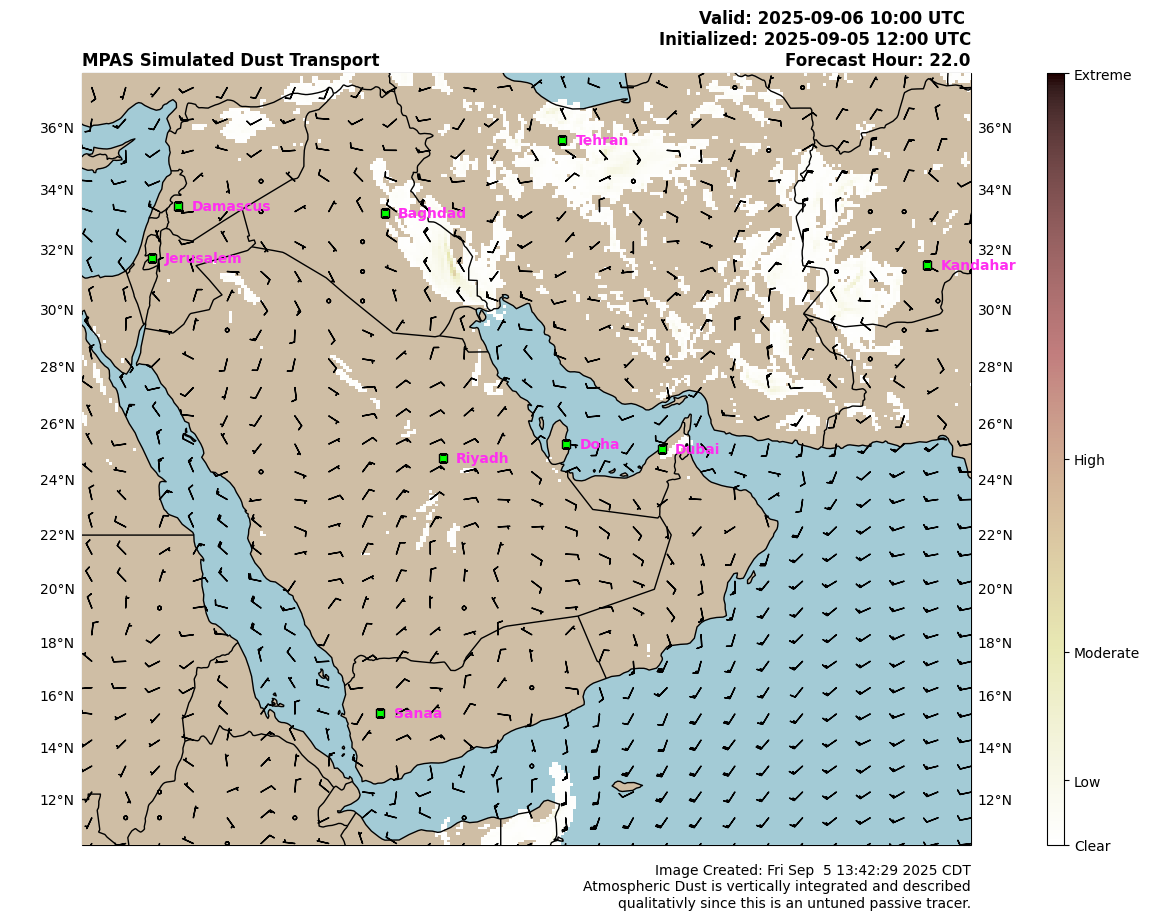 Valid: 2025-09-06 10:00 UTC
Initialized: 2025-09-05 12:00 UTC
MPAS Simulated Dust Transport
Forecast Hour: 22.0
Extreme
36°N
36°N
Tehran
34°N
34°N
Damascus
Baghdad
32°N
32°N
Jerusalem
Kandahar
30°N
30°N
28°N
28°N
26°N
26°N
Doha
Dubai
Riyadh
High
24°N
24°N
22°N
22°N
20°N
20°N
18°N
18°N
Moderate
16°N
16°N
Sanaa
14°N
14°N
Low
12°N
12°N
Clear
Image Created: Fri Sep  5 13:42:29 2025 CDT
Atmospheric Dust is vertically integrated and described
qualitativly since this is an untuned passive tracer.